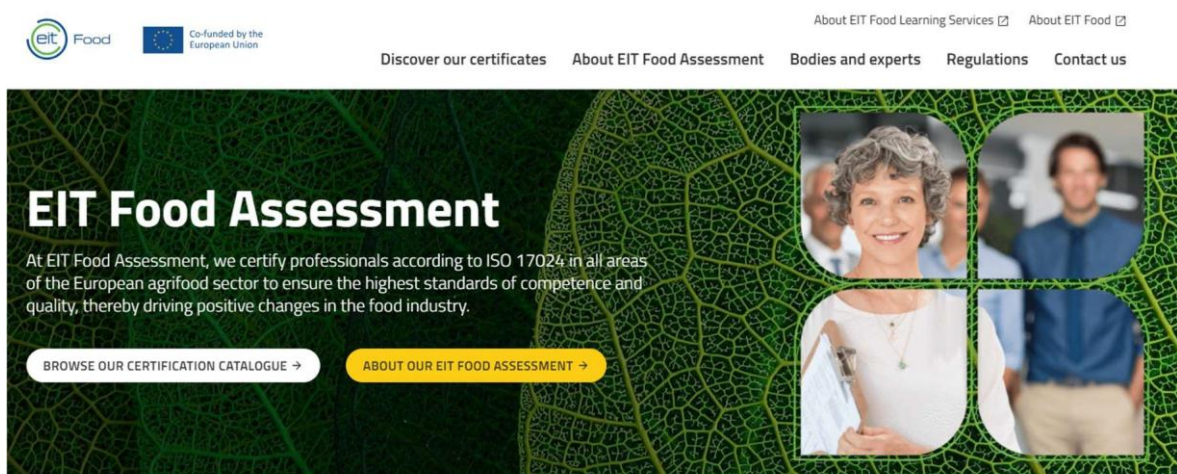 eit Food
Co-funded by the
European Union
About EIT Food Learning Services
About EIT Food
Discover our certificates
About EIT Food Assessment
Bodies and experts
Regulations
Contact us
EIT Food Assessment
At EIT Food Assessment, we certify professionals according to ISO 17024 in all areas
of the European agrifood sector to ensure the highest standards of competence and
quality, thereby driving positive changes in the food industry.
BROWSE OUR CERTIFICATION CATALOGUE →
ABOUT OUR EIT FOOD ASSESSMENT →